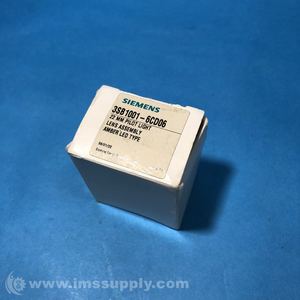 SIEMENS
3SB1001-6CD06
22 MM PILOT LIGHT
LENS ASSEMBLY
AMBER LED TYPE
www.imssupply.com